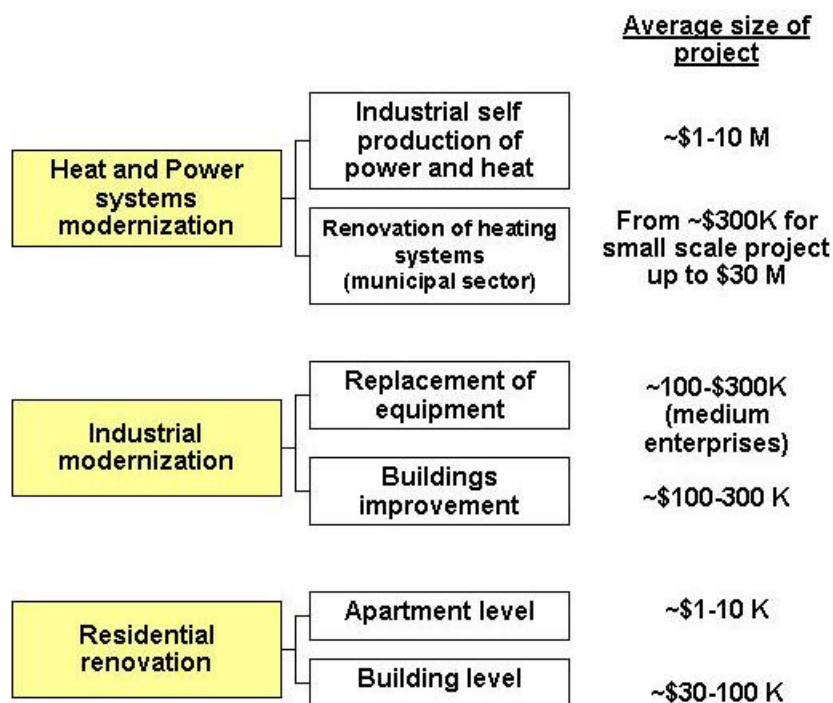 Average size of
project
Heat and Power
systems
modernization
Industrial self
production of
power and heat
~$1-10 M
Renovation of heating
systems
(municipal sector)
From ~$300K for
small scale project
up to $30 M
Industrial
modernization
Replacement of
equipment
~100-$300K
(medium
enterprises)
Buildings
improvement
~$100-300 K
Residential
renovation
Apartment level
~$1-10 K
Building level
~$30-100 K